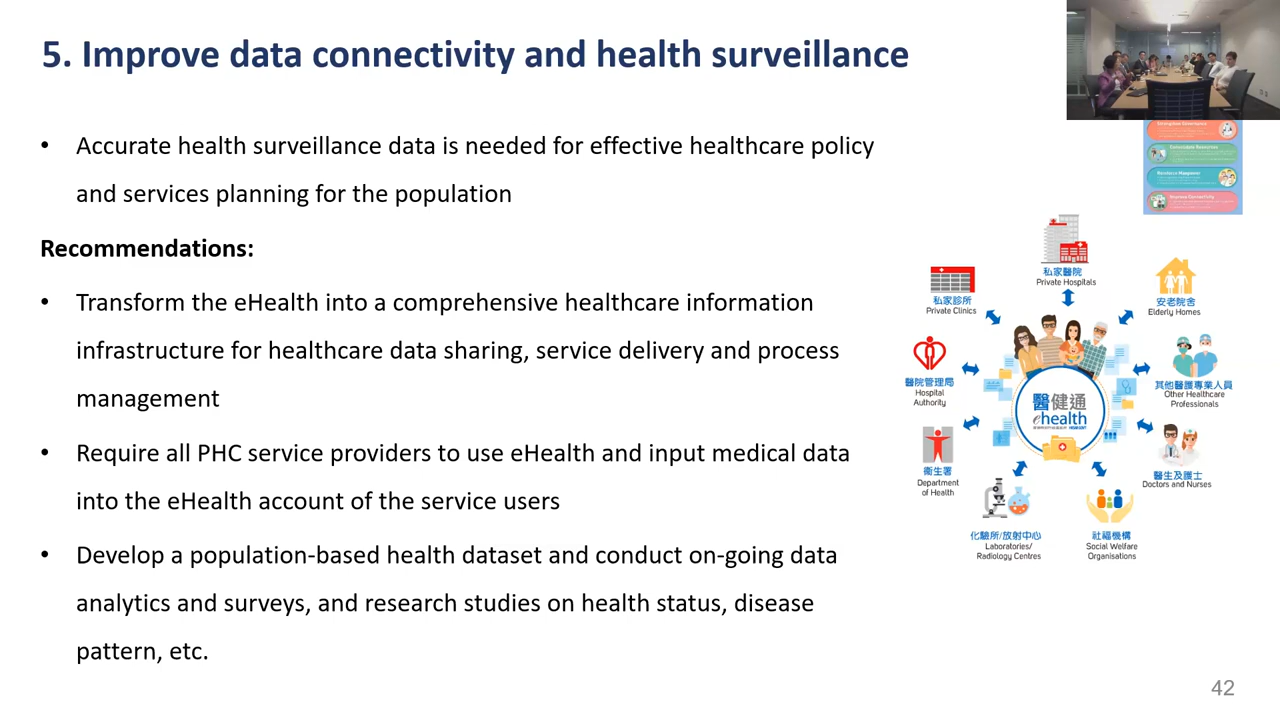 5. Improve data connectivity and health surveillance
• Accurate health surveillance data is needed for effective healthcare policy
and services planning for the population
Recommendations:
• Transform the eHealth into a comprehensive healthcare information
infrastructure for healthcare data sharing, service delivery and process
management
• Require all PHC service providers to use eHealth and input medical data
into the eHealth account of the service users
• Develop a population-based health dataset and conduct on-going data
analytics and surveys, and research studies on health status, disease
pattern, etc.
私家醫院
Private Hospitals
私家診所
Private Clinics
安老院舍
Elderly Homes
醫院管理局
Hospital
Authority
其他醫護專業人員
Other Healthcare
Professionals
醫健通
ehealth
衞生署
Department
of Health
醫生及護士
Doctors and Nurses
化驗所/放射中心
Laboratories/
Radiology Centres
社福機構
Social Welfare
Organisations
42